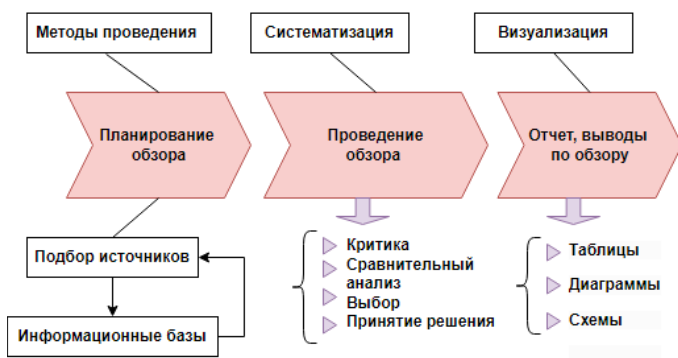 Методы проведения
Систематизация
Визуализация
Планирование
обзора
Проведение
обзора
Отчет, выводы
по обзору
Подбор источников
Информационные базы
Критика
Сравнительный
анализ
Выбор
Принятие решения
Таблицы
Диаграммы
Схемы